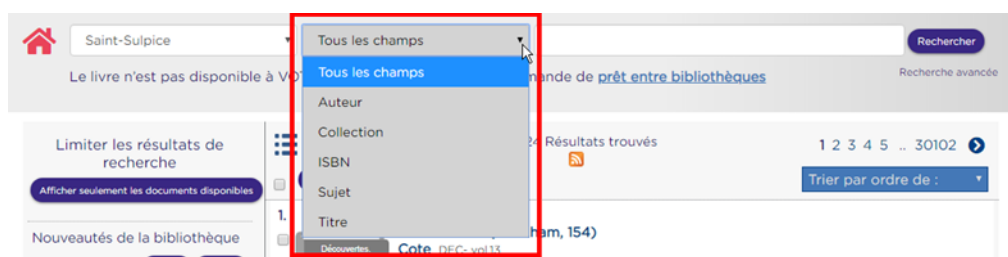 Saint-Sulpice Tous les champs Rechercher
Le livre n'est pas disponible à VO Tous les champs mande de prêt entre bibliothèques Recherche avancée
Auteur
Collection
ISBN
Sujet
Titre
Limiter les résultats de
recherche
Afficher seulement les documents disponibles
Nouveautés de la bibliothèque
24 Résultats trouvés
1 2 3 4 5 .. 30102
Trier par ordre de :
1.
ham, 154)
Découvertes. Cote DEC- vol.13